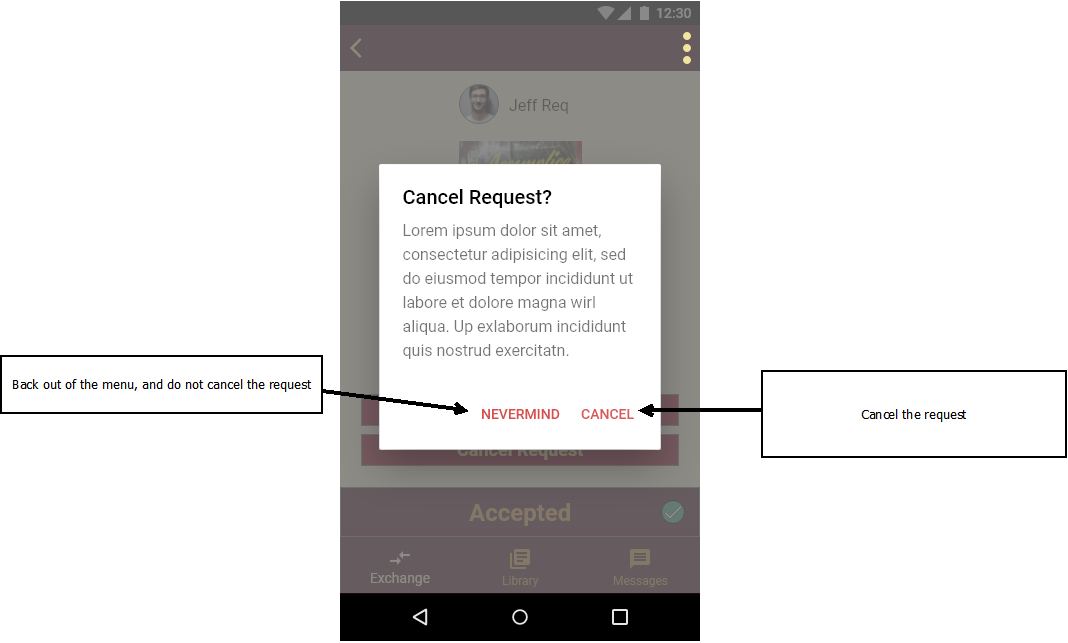 12:30
Jeff Req
Cancel Request?
Lorem ipsum dolor sit amet,
consectetur adipisicing elit, sed
do eiusmod tempor incididunt ut
labore et dolore magna wirl
aliqua. Up exlaborum incididunt
quis nostrud exercitatn.
Back out of the menu, and do not cancel the request
NEVERMIND
CANCEL
Cancel the request
Cancel Request
Accepted
Exchange
Library
Messages